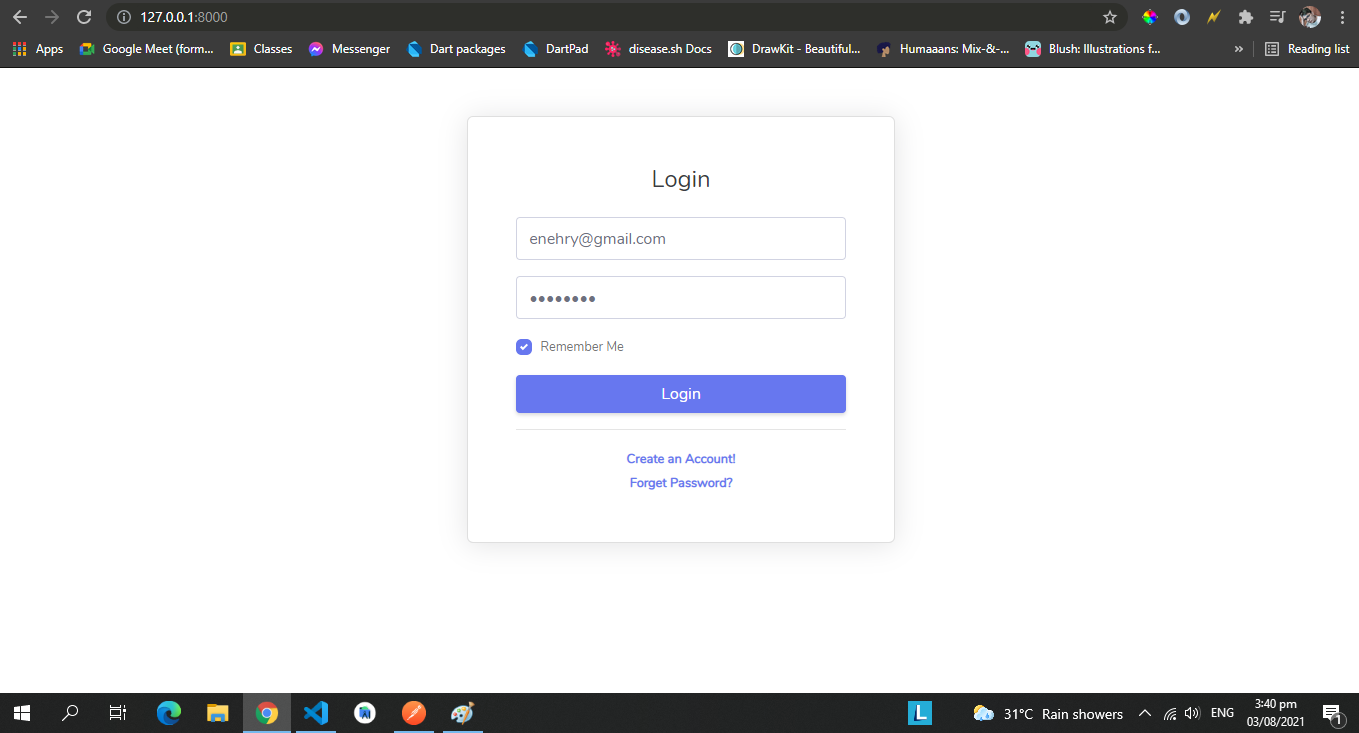 127.0.0.1:8000
Apps Google Meet (form... Classes Messenger Dart packages DartPad disease.sh Docs DrawKit - Beautiful... Humaaans: Mix-&-... Blush: Illustrations f... » Reading list
Login
enehry@gmail.com
••••••••
Remember Me
Login
Create an Account!
Forget Password?
L 31°C Rain showers ENG 3:40 pm
03/08/2021
1